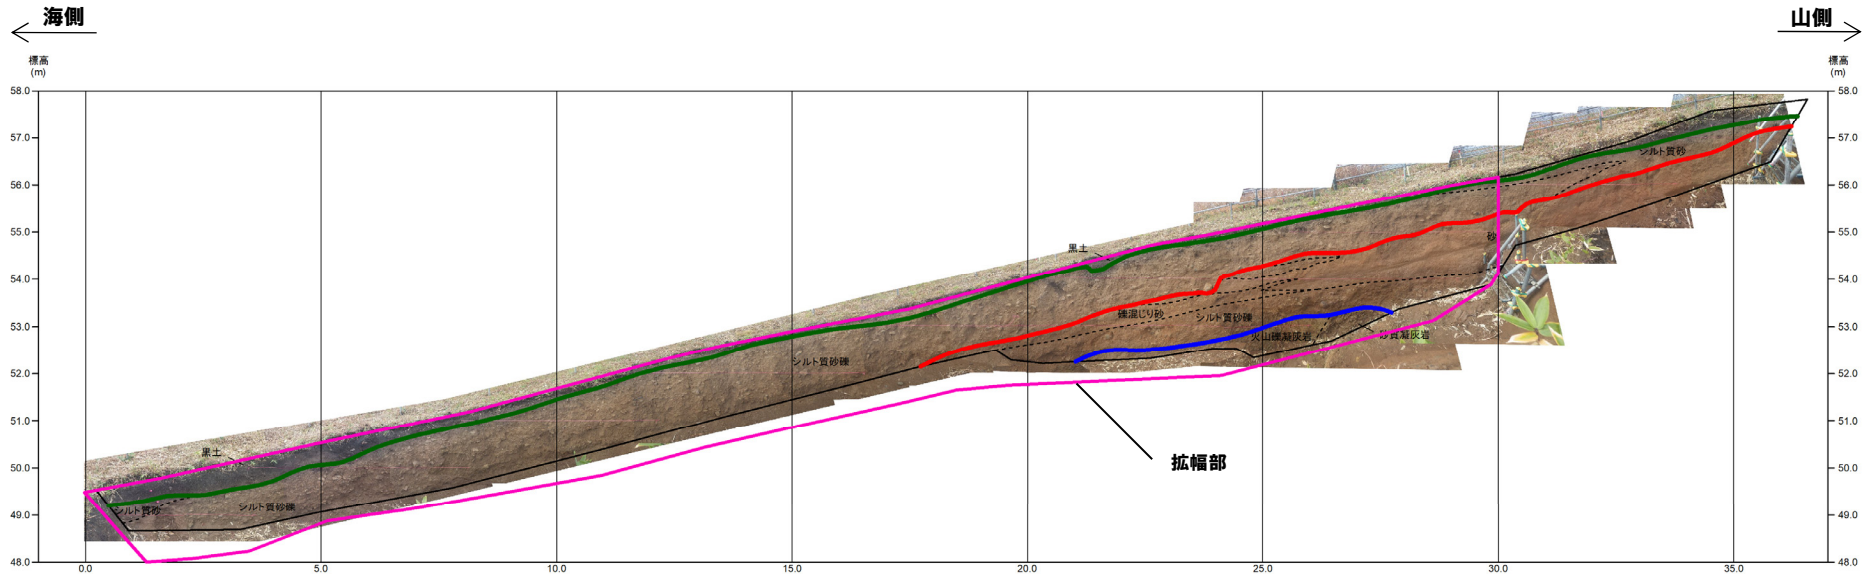 海側
山側
標高
(m)
標高
(m)
58.0
58.0
57.0
57.0
シルト質砂
56.0
56.0
55.0
55.0
砂
黒土
54.0
54.0
礫混じり砂
シルト質砂礫
53.0
53.0
火山礫凝灰岩
砂質凝灰岩
シルト質砂礫
52.0
52.0
51.0
51.0
拡幅部
50.0
50.0
黒土
シルト質砂
シルト質砂礫
49.0
49.0
48.0
48.0
0.0
5.0
10.0
15.0
20.0
25.0
30.0
35.0